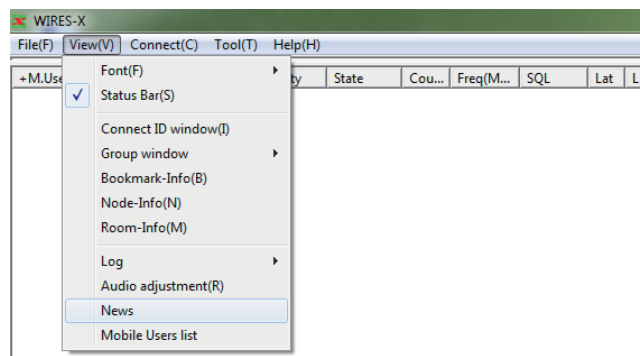 WIRES-X
File(F) View(V) Connect(C) Tool(T) Help(H)
+M.Use ty State Cou... Freq(M... SQL Lat L
Font(F)
Status Bar(S)
Connect ID window(I)
Group window
Bookmark-Info(B)
Node-Info(N)
Room-Info(M)
Log
Audio adjustment(R)
News
Mobile Users list